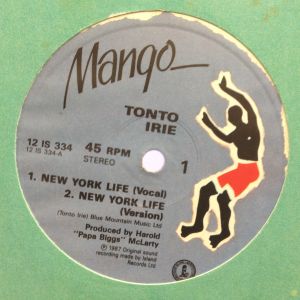 Mango
TONTO
IRIE
12 IS 334
12 IS 334-A
45 RPM
STEREO
1
1. NEW YORK LIFE (Vocal)
2. NEW YORK LIFE
(Version)
(Tonto Irie) Blue Mountain Music Ltd
Produced by Harold
"Papa Biggs" McLarty
℗ 1987 Original sound
recording made by Island
Records Ltd